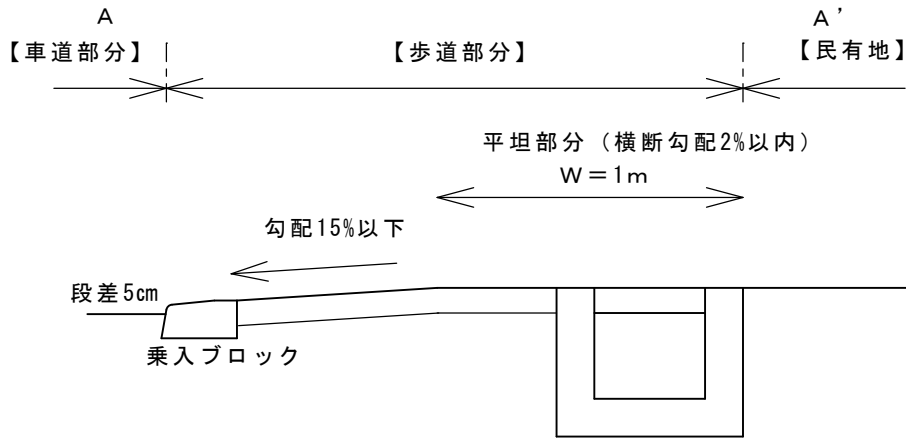 A
A'
【車道部分】
【歩道部分】
【民有地】
平坦部分（横断勾配2%以内）
W＝1m
勾配15%以下
段差5cm
乗入ブロック